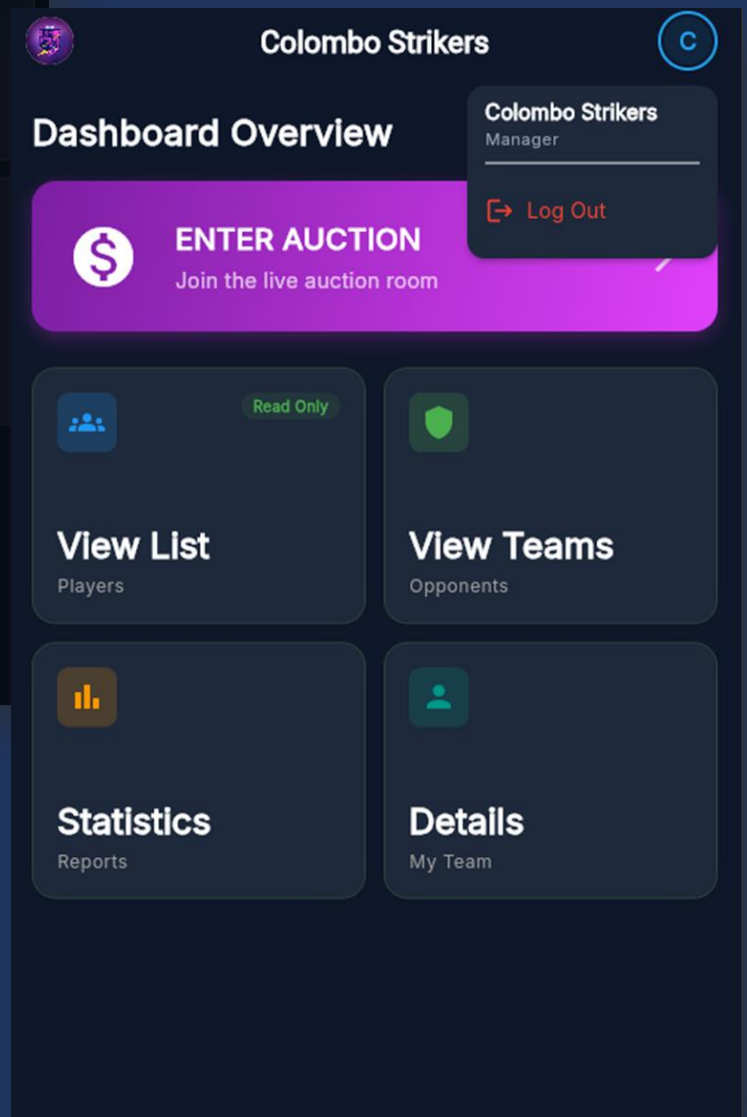 Colombo Strikers
C
Colombo Strikers
Manager
Log Out
Dashboard Overview
ENTER AUCTION
Join the live auction room
Read Only
View List
Players
View Teams
Opponents
Statistics
Reports
Details
My Team